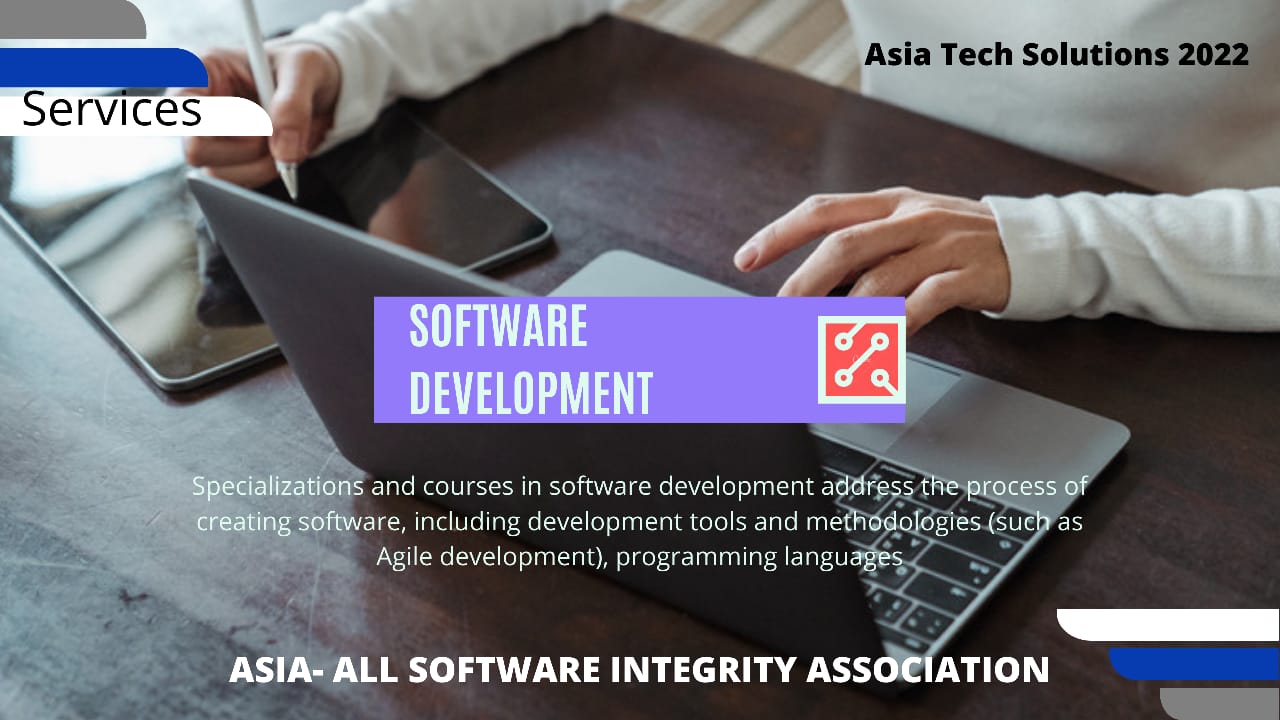 Asia Tech Solutions 2022
Services
SOFTWARE
DEVELOPMENT
Specializations and courses in software development address the process of
creating software, including development tools and methodologies (such as
Agile development), programming languages
ASIA- ALL SOFTWARE INTEGRITY ASSOCIATION